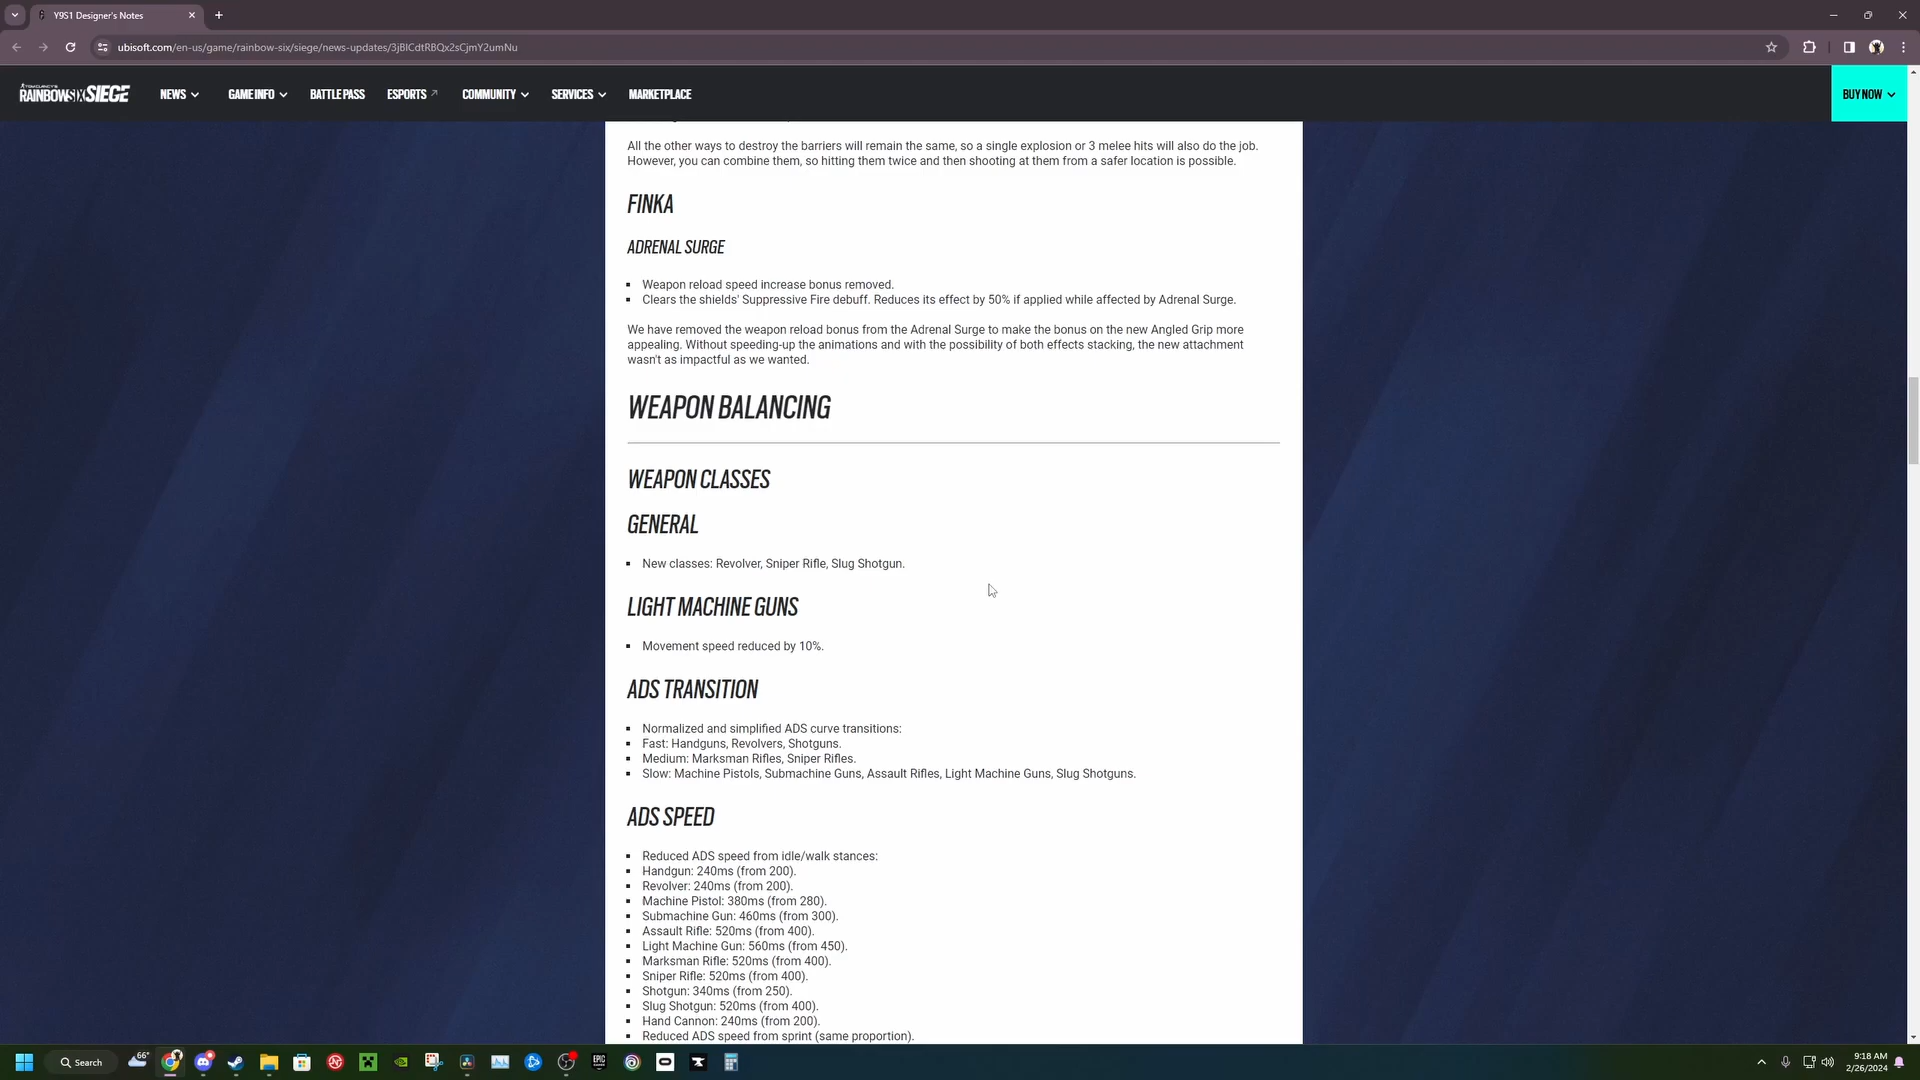 Y9S1 Designer's Notes
ubisoft.com/en-us/game/rainbow-six/siege/news-updates/3jBlCdtRBQx2sCjmY2umNu
RAINBOWSIX SIEGE
NEWS
GAME INFO
BATTLE PASS
ESPORTS
COMMUNITY
SERVICES
MARKETPLACE
BUY NOW
All the other ways to destroy the barriers will remain the same, so a single explosion or 3 melee hits will also do the job.
However, you can combine them, so hitting them twice and then shooting at them from a safer location is possible.
FINKA
ADRENAL SURGE
▪ Weapon reload speed increase bonus removed.
▪ Clears the shields' Suppressive Fire debuff. Reduces its effect by 50% if applied while affected by Adrenal Surge.
We have removed the weapon reload bonus from the Adrenal Surge to make the bonus on the new Angled Grip more
appealing. Without speeding-up the animations and with the possibility of both effects stacking, the new attachment
wasn't as impactful as we wanted.
WEAPON BALANCING
WEAPON CLASSES
GENERAL
▪ New classes: Revolver, Sniper Rifle, Slug Shotgun.
LIGHT MACHINE GUNS
▪ Movement speed reduced by 10%.
ADS TRANSITION
▪ Normalized and simplified ADS curve transitions:
▪ Fast: Handguns, Revolvers, Shotguns.
▪ Medium: Marksman Rifles, Sniper Rifles.
▪ Slow: Machine Pistols, Submachine Guns, Assault Rifles, Light Machine Guns, Slug Shotguns.
ADS SPEED
▪ Reduced ADS speed from idle/walk stances:
▪ Handgun: 240ms (from 200).
▪ Revolver: 240ms (from 200).
▪ Machine Pistol: 380ms (from 280).
▪ Submachine Gun: 460ms (from 300).
▪ Assault Rifle: 520ms (from 400).
▪ Light Machine Gun: 560ms (from 450).
▪ Marksman Rifle: 520ms (from 400).
▪ Sniper Rifle: 520ms (from 400).
▪ Shotgun: 340ms (from 250).
▪ Slug Shotgun: 520ms (from 400).
▪ Hand Cannon: 240ms (from 200).
▪ Reduced ADS speed from sprint (same proportion).
Search
66°
EPIC
9:18 AM
2/26/2024